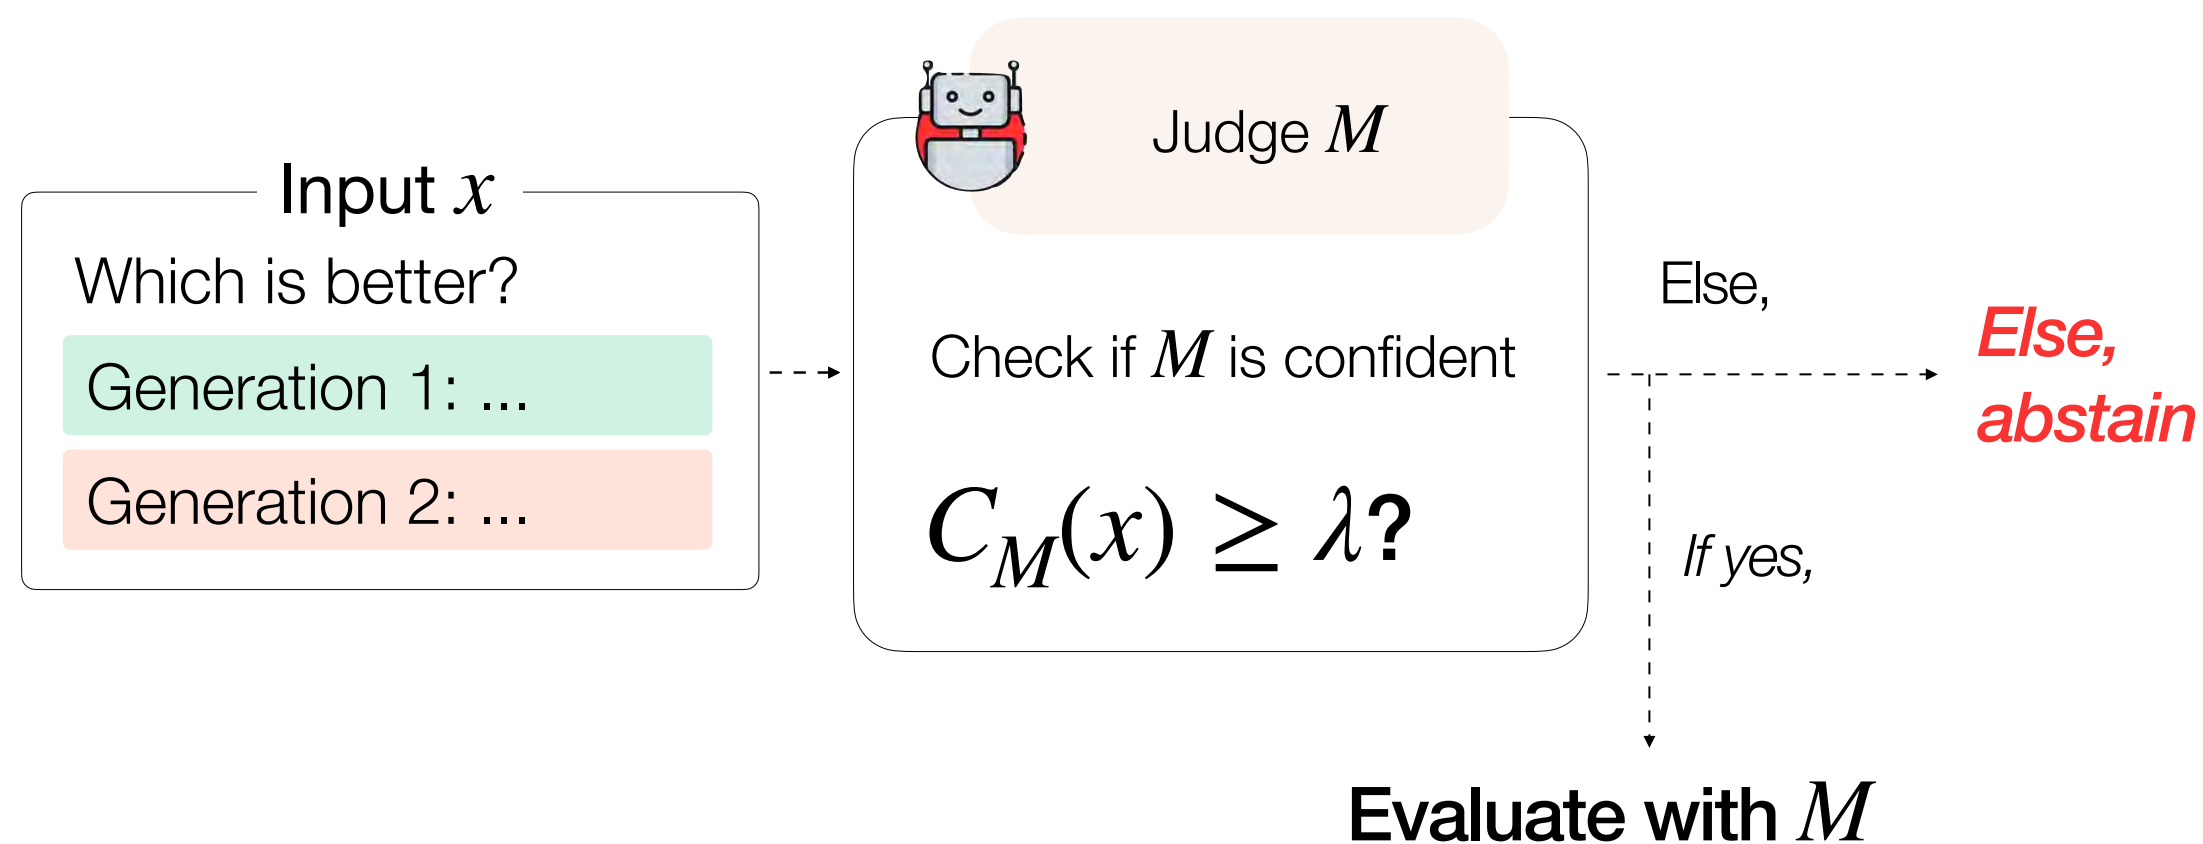 Input x
Which is better?
Generation 1: ...
Generation 2: ...
Judge M
Check if M is confident
C_M(x) ≥ λ?
Else,
Else,
abstain
If yes,
Evaluate with M